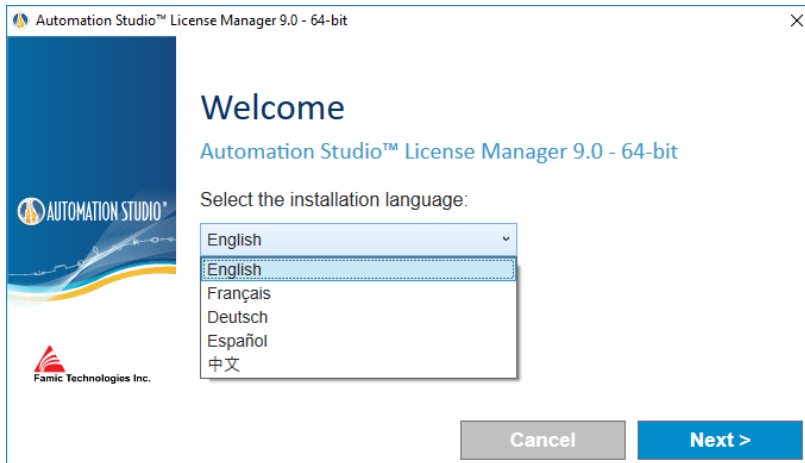 Automation Studio™ License Manager 9.0 - 64-bit
Welcome
Automation Studio™ License Manager 9.0 - 64-bit
AUTOMATION STUDIO™
Select the installation language:
English
English
Français
Deutsch
Español
中文
Famic Technologies Inc.
Cancel
Next >